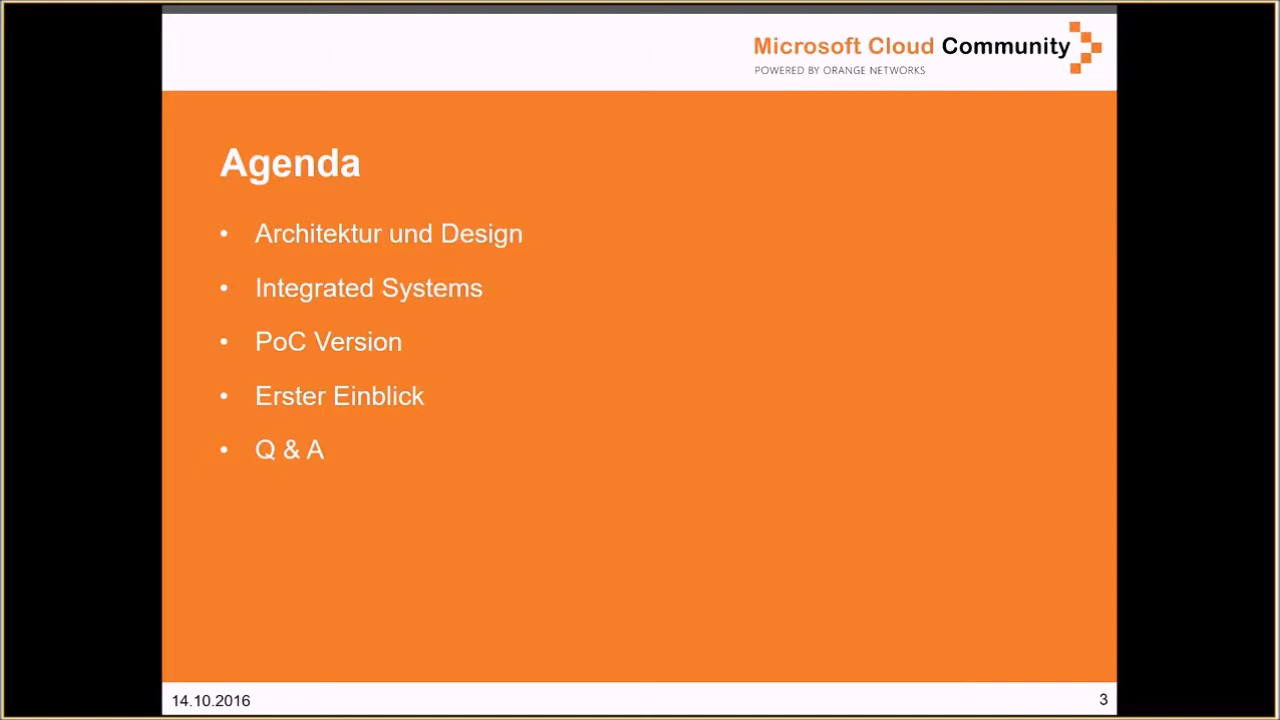 Microsoft Cloud Community
POWERED BY ORANGE NETWORKS
Agenda
• Architektur und Design
• Integrated Systems
• PoC Version
• Erster Einblick
• Q & A
14.10.2016
3